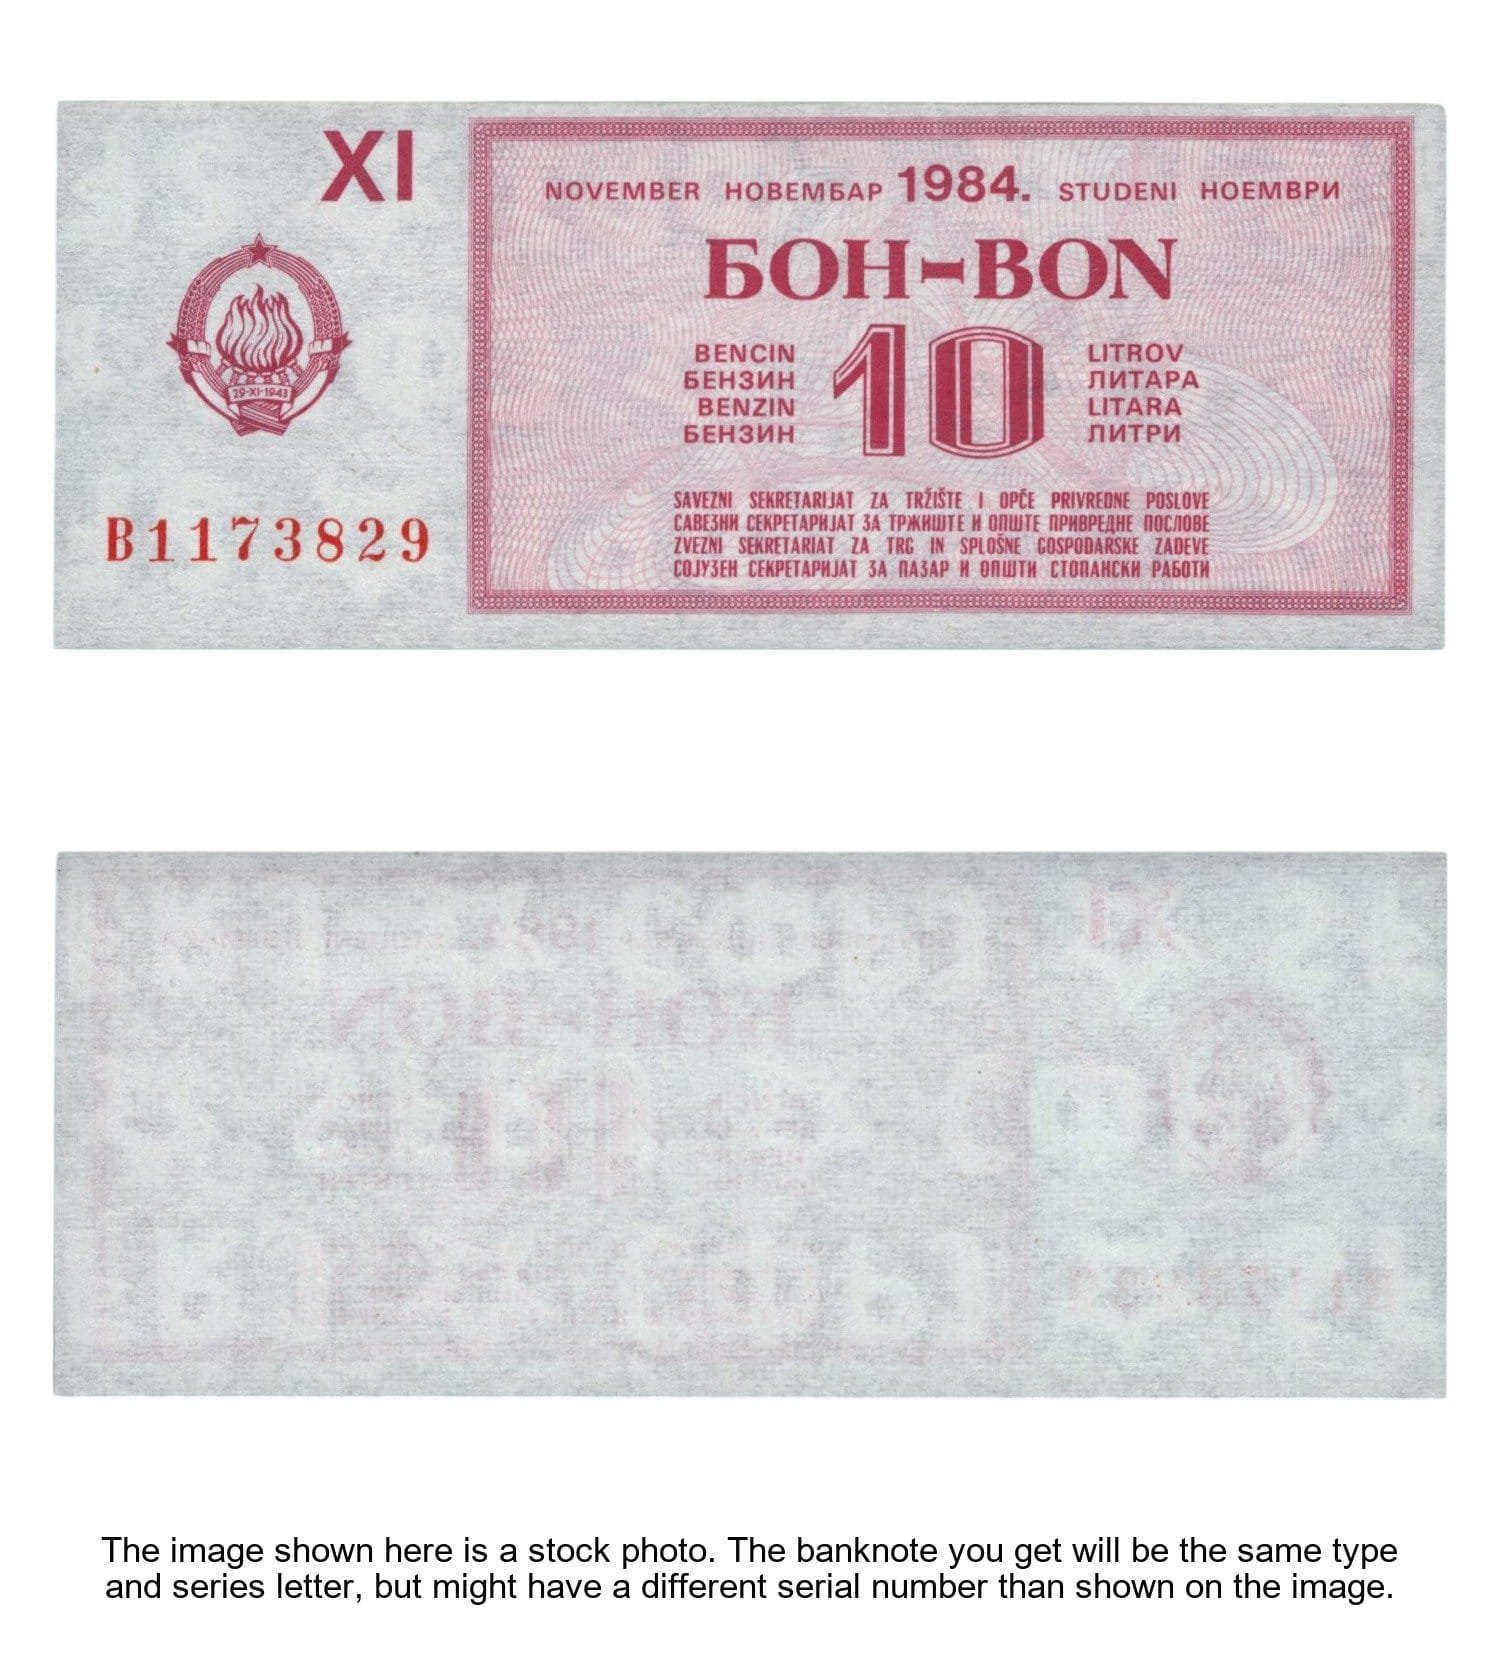 XI
NOVEMBER НОВЕМБАР 1984. STUDENI НОЕМВРИ
БОН-BON
BENCIN 10 LITROV
БЕНЗИН ЛИТАРА
BENZIN LITARA
БЕНЗИН ЛИТРИ
29·XI·1943
B1173829
SAVEZNI SEKRETARIJAT ZA TRŽIŠTE I OPĆE PRIVREDNE POSLOVE
САВЕЗНИ СЕКРЕТАРИЈАТ ЗА ТРЖИШТЕ И ОПШТЕ ПРИВРЕДНЕ ПОСЛОВЕ
ZVEZNI SEKRETARIAT ZA TRG IN SPLOŠNE GOSPODARSKE ZADEVE
СОЈУЗЕН СЕКРЕТАРИЈАТ ЗА ПАЗАР И ОПШТИ СТОПАНСКИ РАБОТИ
The image shown here is a stock photo. The banknote you get will be the same type
and series letter, but might have a different serial number than shown on the image.